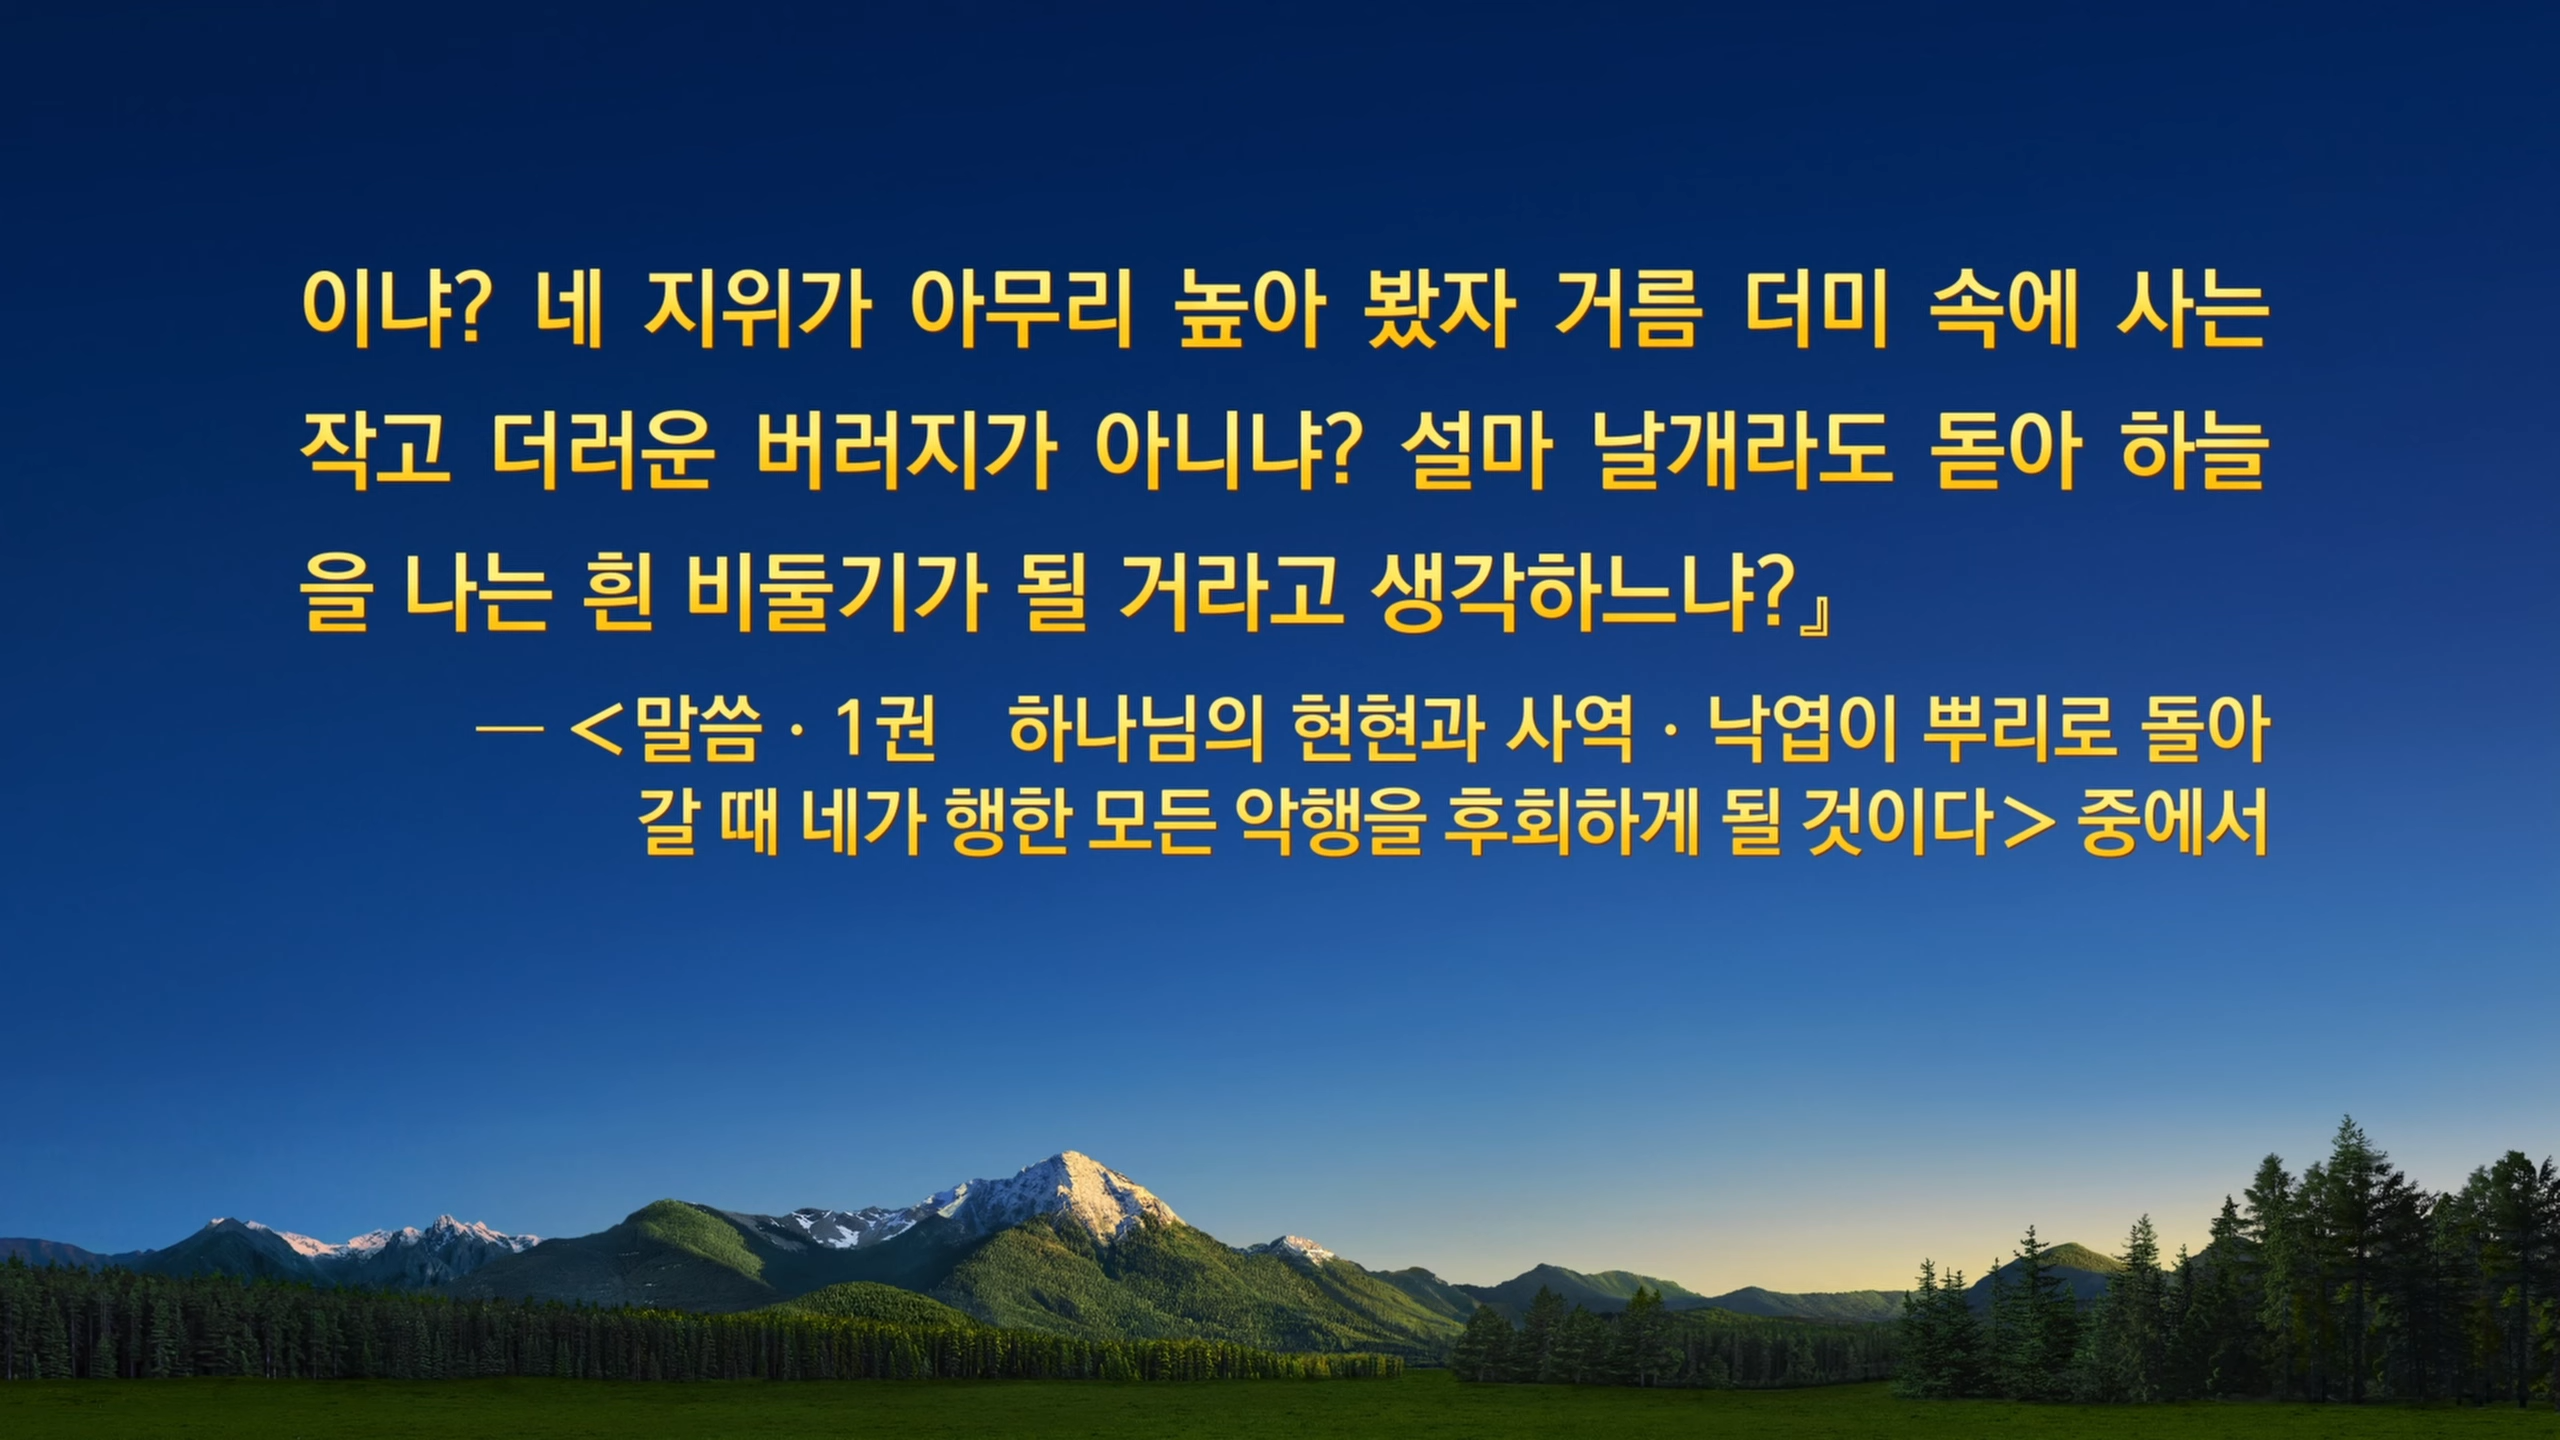 이냐? 네 지위가 아무리 높아 봤자 거름 더미 속에 사는
작고 더러운 버러지가 아니냐? 설마 날개라도 돋아 하늘
을 나는 흰 비둘기가 될 거라고 생각하느냐?』
― <말씀 · 1권　하나님의 현현과 사역 · 낙엽이 뿌리로 돌아
갈 때 네가 행한 모든 악행을 후회하게 될 것이다> 중에서